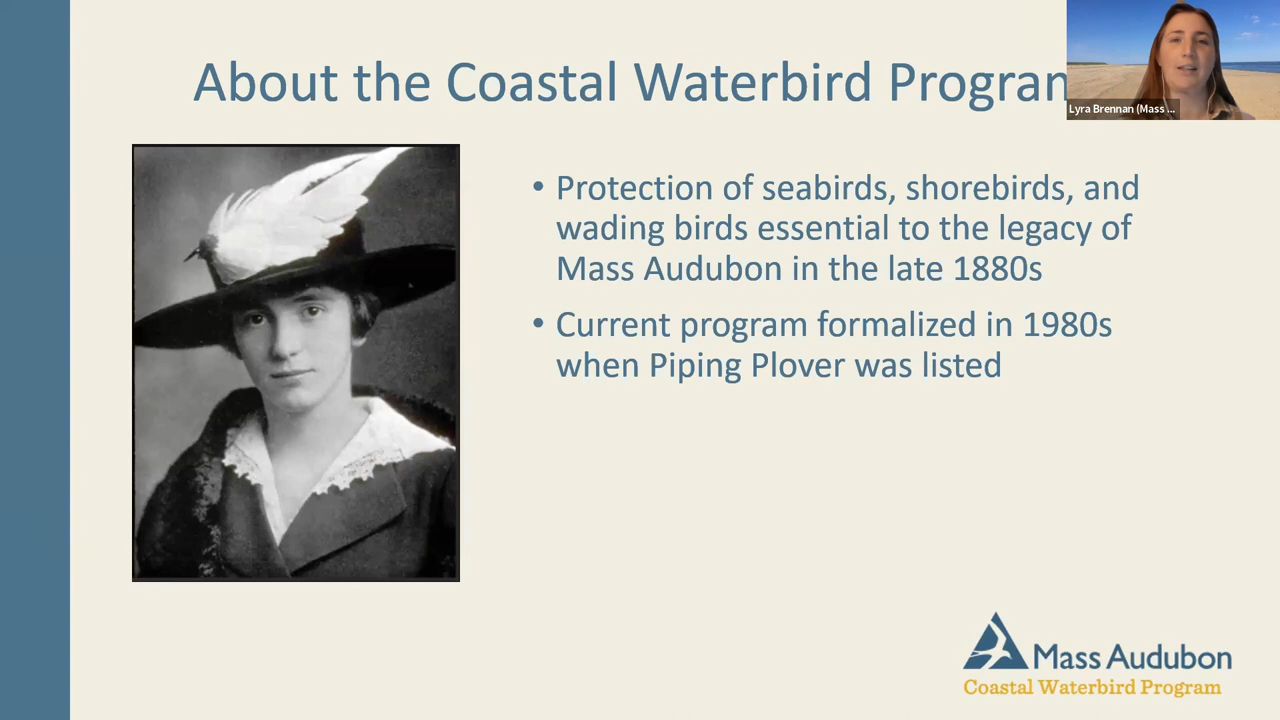 About the Coastal Waterbird Program
Lyra Brennan (Mass ...
• Protection of seabirds, shorebirds, and
wading birds essential to the legacy of
Mass Audubon in the late 1880s
• Current program formalized in 1980s
when Piping Plover was listed
Mass Audubon
Coastal Waterbird Program